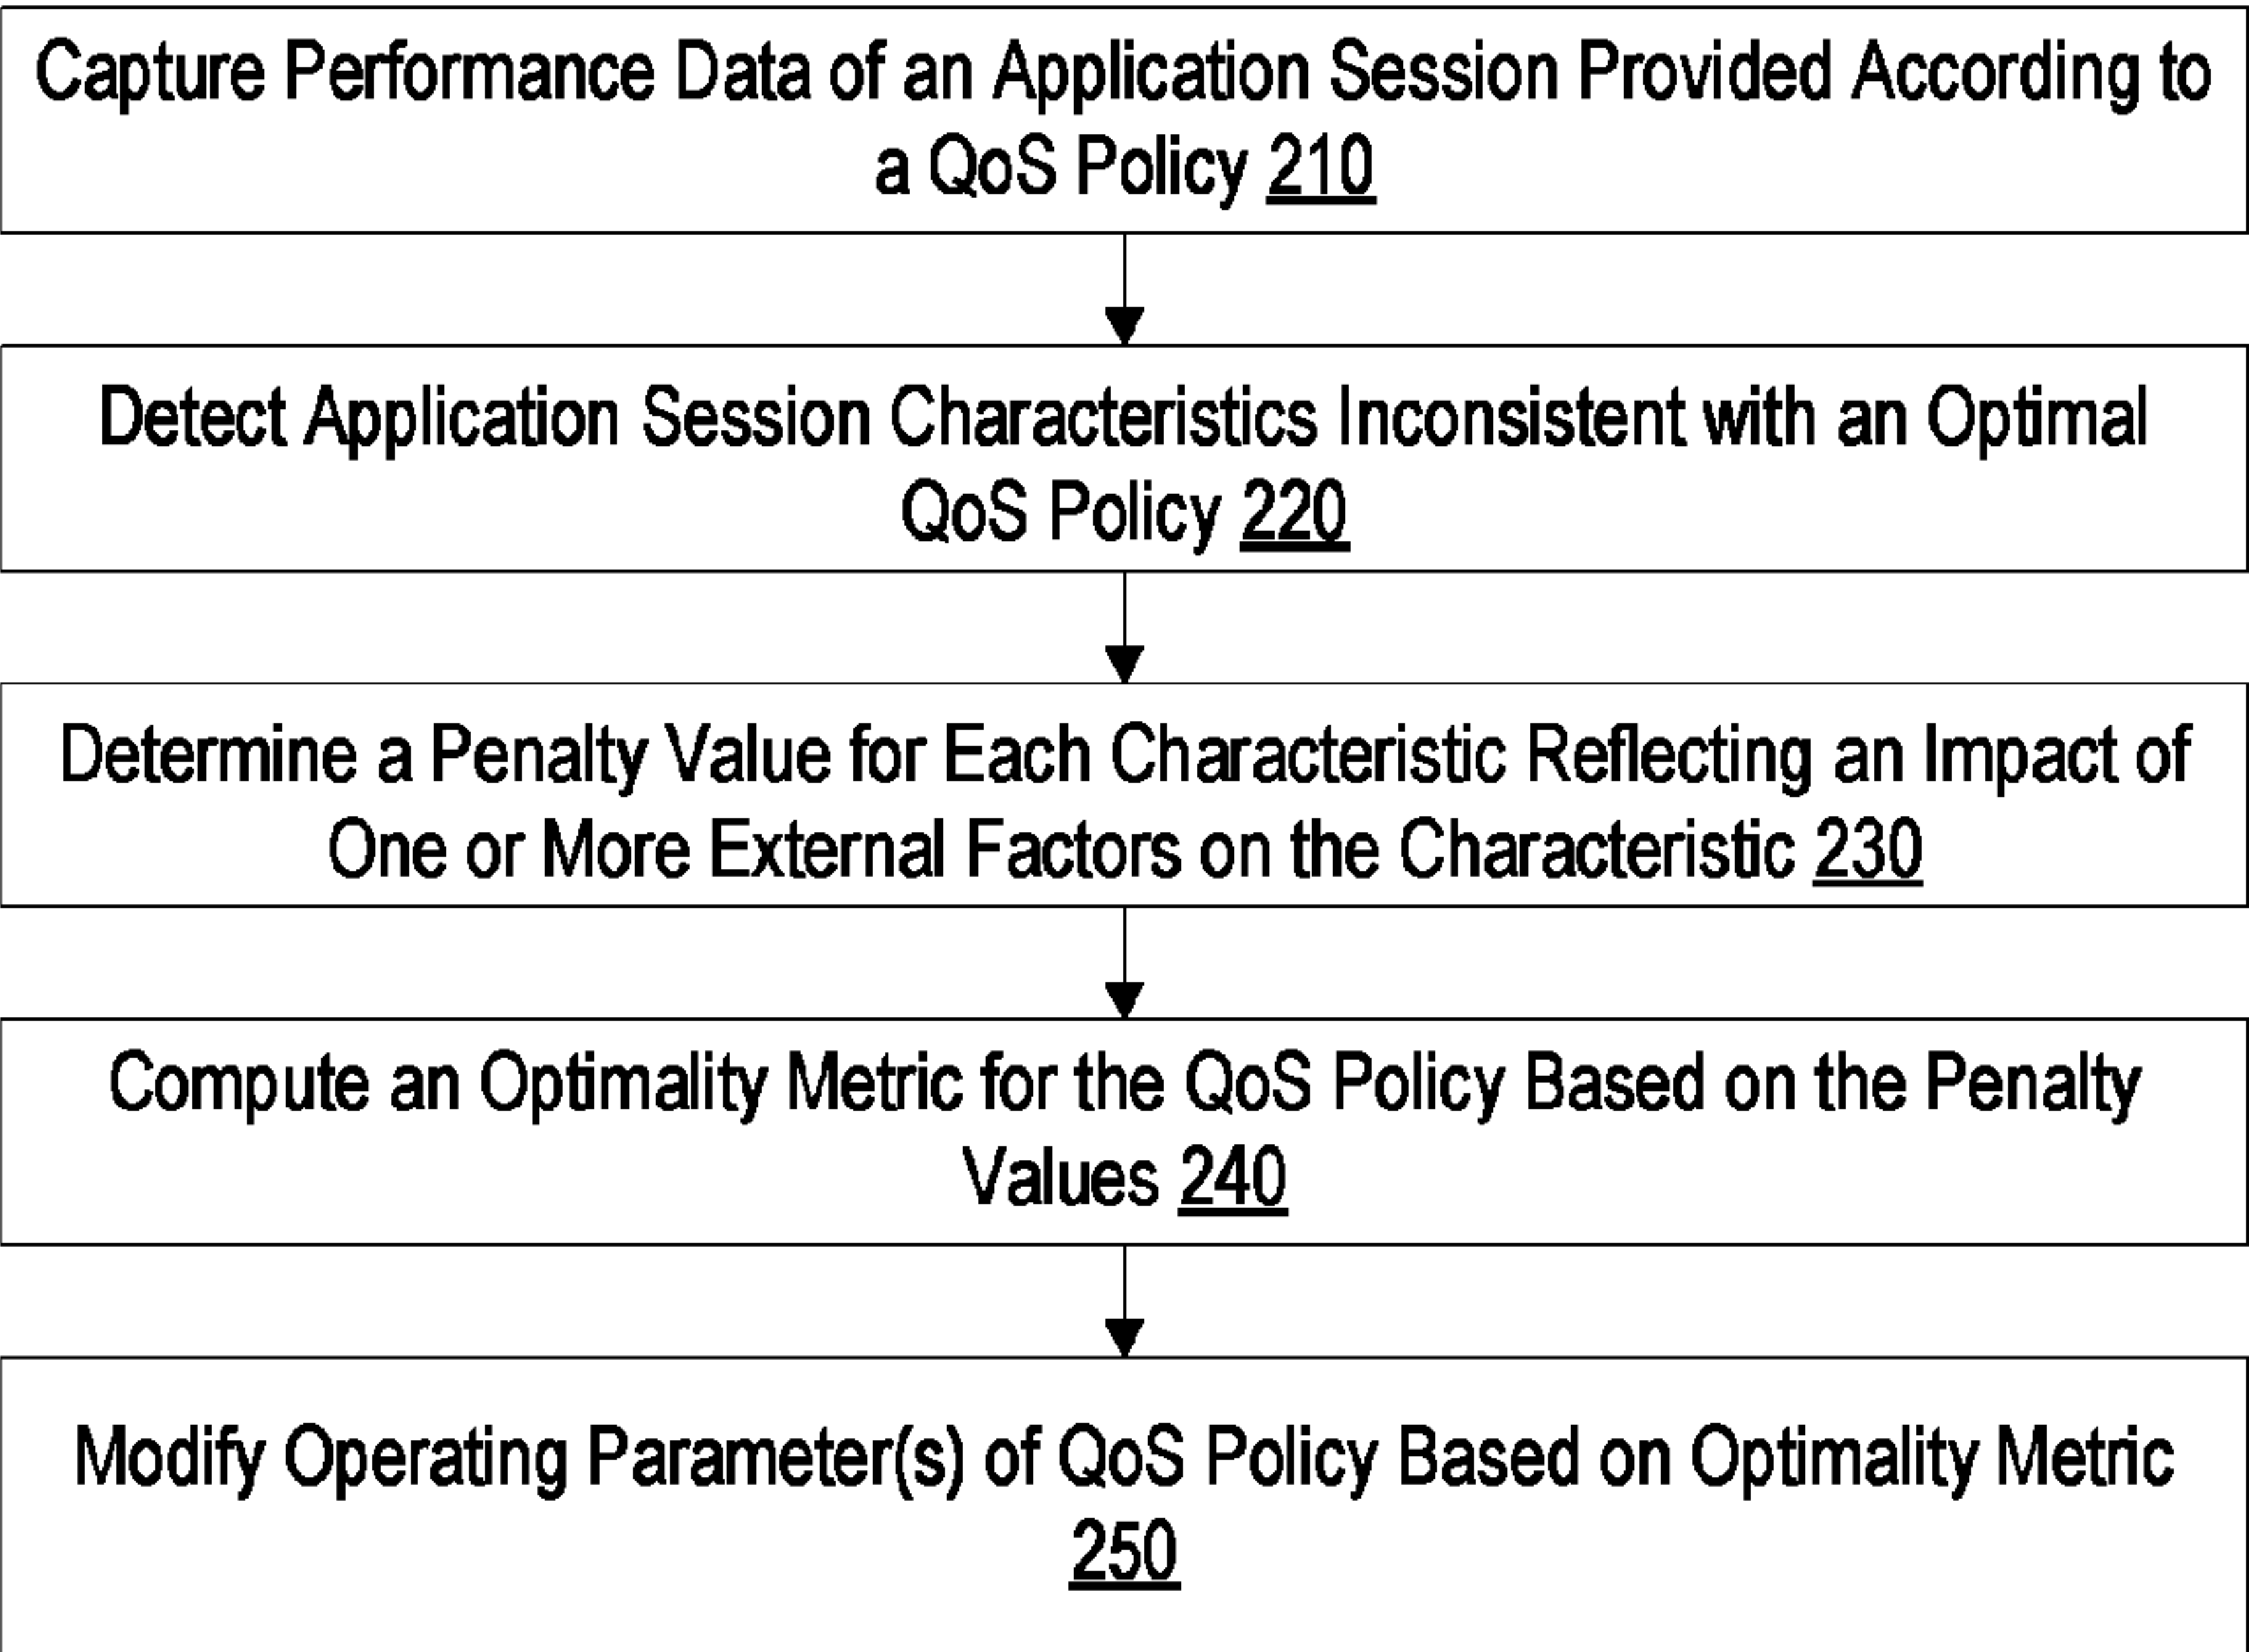 Capture Performance Data of an Application Session Provided According to
a QoS Policy 210
Detect Application Session Characteristics Inconsistent with an Optimal
QoS Policy 220
Determine a Penalty Value for Each Characteristic Reflecting an Impact of
One or More External Factors on the Characteristic 230
Compute an Optimality Metric for the QoS Policy Based on the Penalty
Values 240
Modify Operating Parameter(s) of QoS Policy Based on Optimality Metric
250